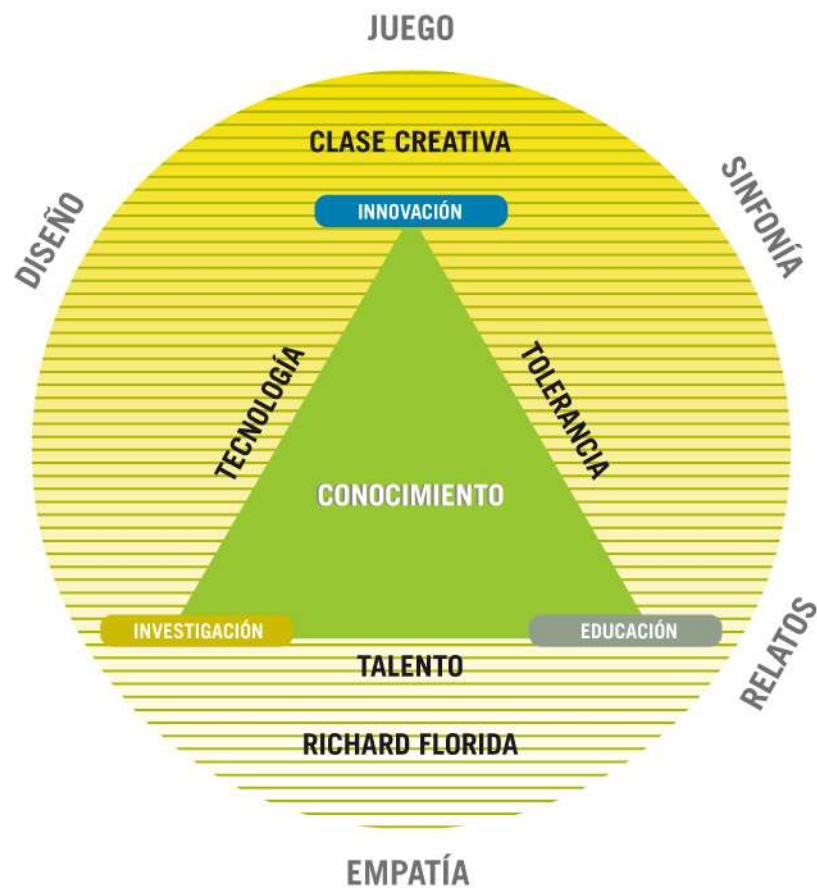 JUEGO
CLASE CREATIVA
INNOVACIÓN
DISEÑO
SINFONÍA
TECNOLOGÍA
TOLERANCIA
CONOCIMIENTO
INVESTIGACIÓN
EDUCACIÓN
RELATOS
TALENTO
RICHARD FLORIDA
EMPATÍA